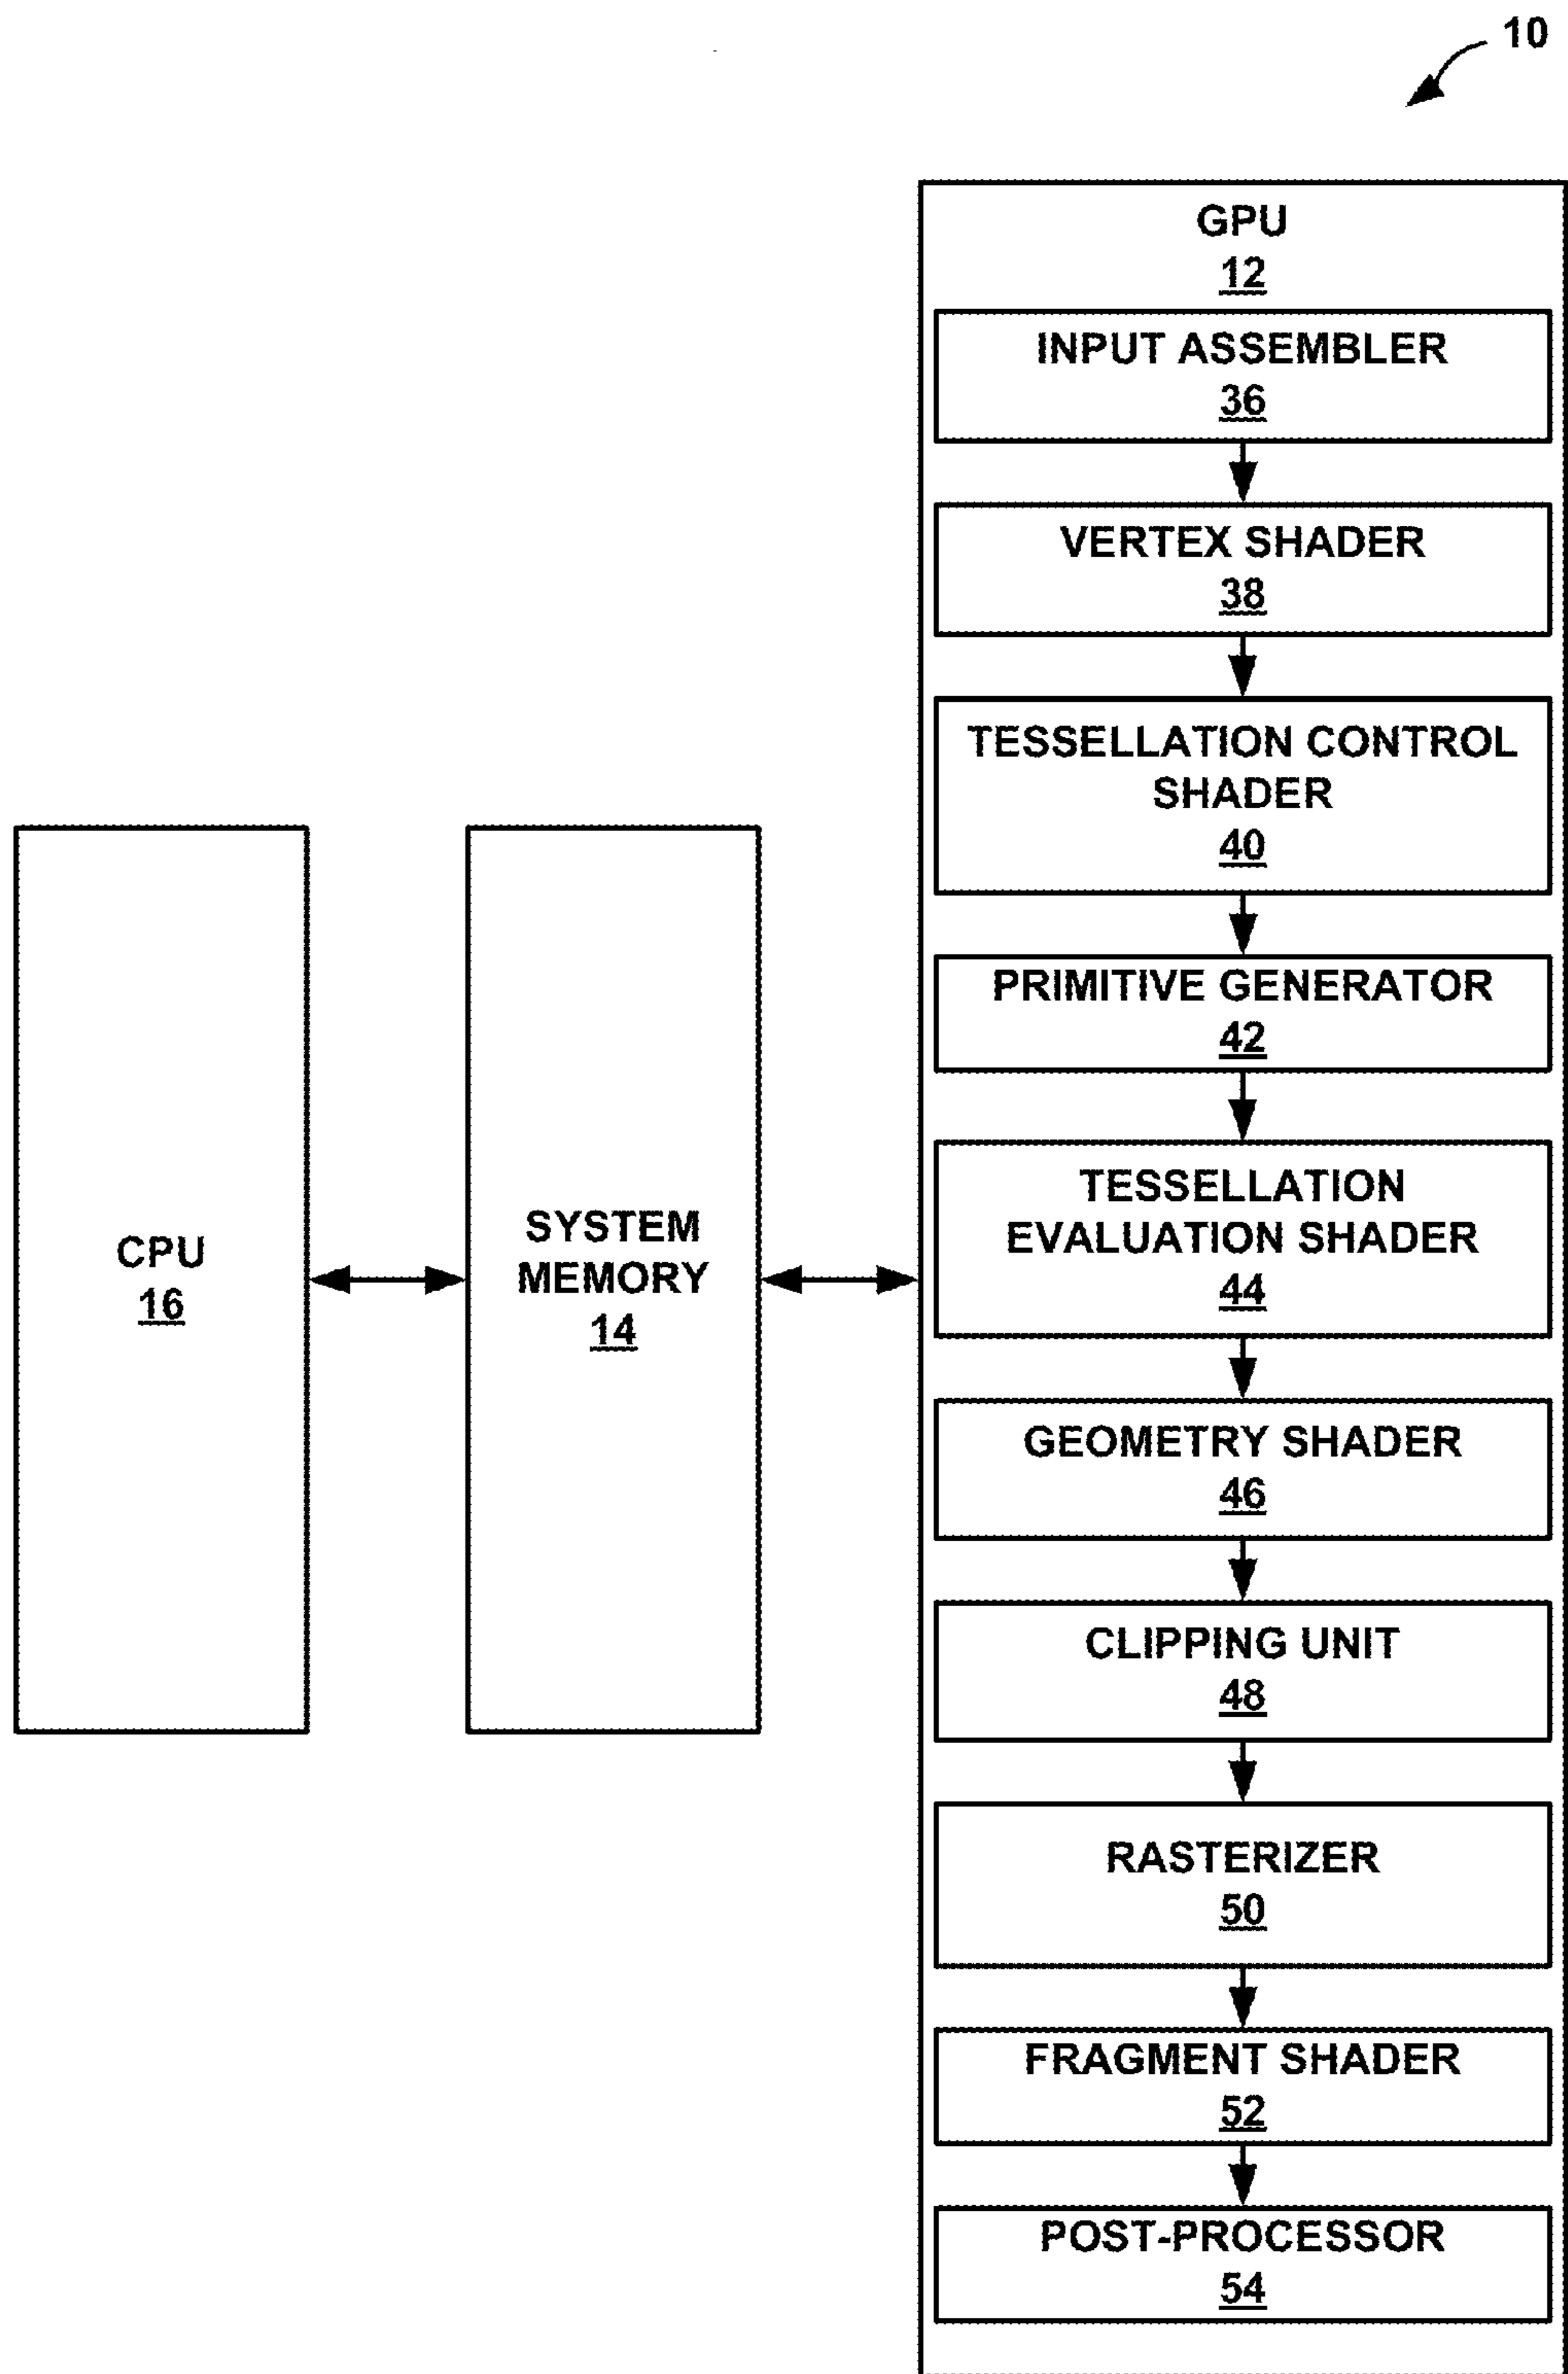 10
GPU
12
INPUT ASSEMBLER
36
VERTEX SHADER
38
TESSELLATION CONTROL
SHADER
40
PRIMITIVE GENERATOR
42
TESSELLATION
EVALUATION SHADER
44
GEOMETRY SHADER
46
CLIPPING UNIT
48
RASTERIZER
50
FRAGMENT SHADER
52
POST-PROCESSOR
54
CPU
16
SYSTEM
MEMORY
14